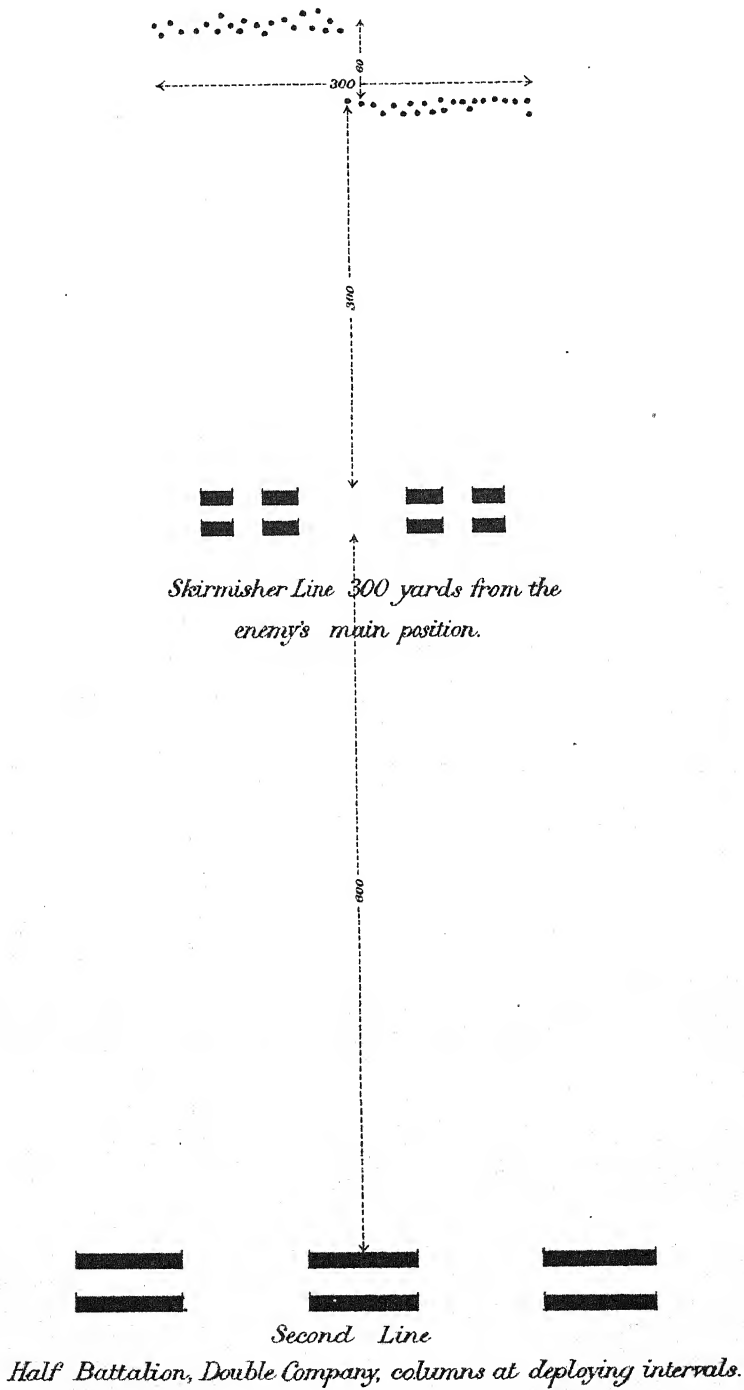 60
300
300
Skirmisher Line 300 yards from the
enemy's main position.
600
Second Line
Half Battalion, Double Company, columns at deploying intervals.